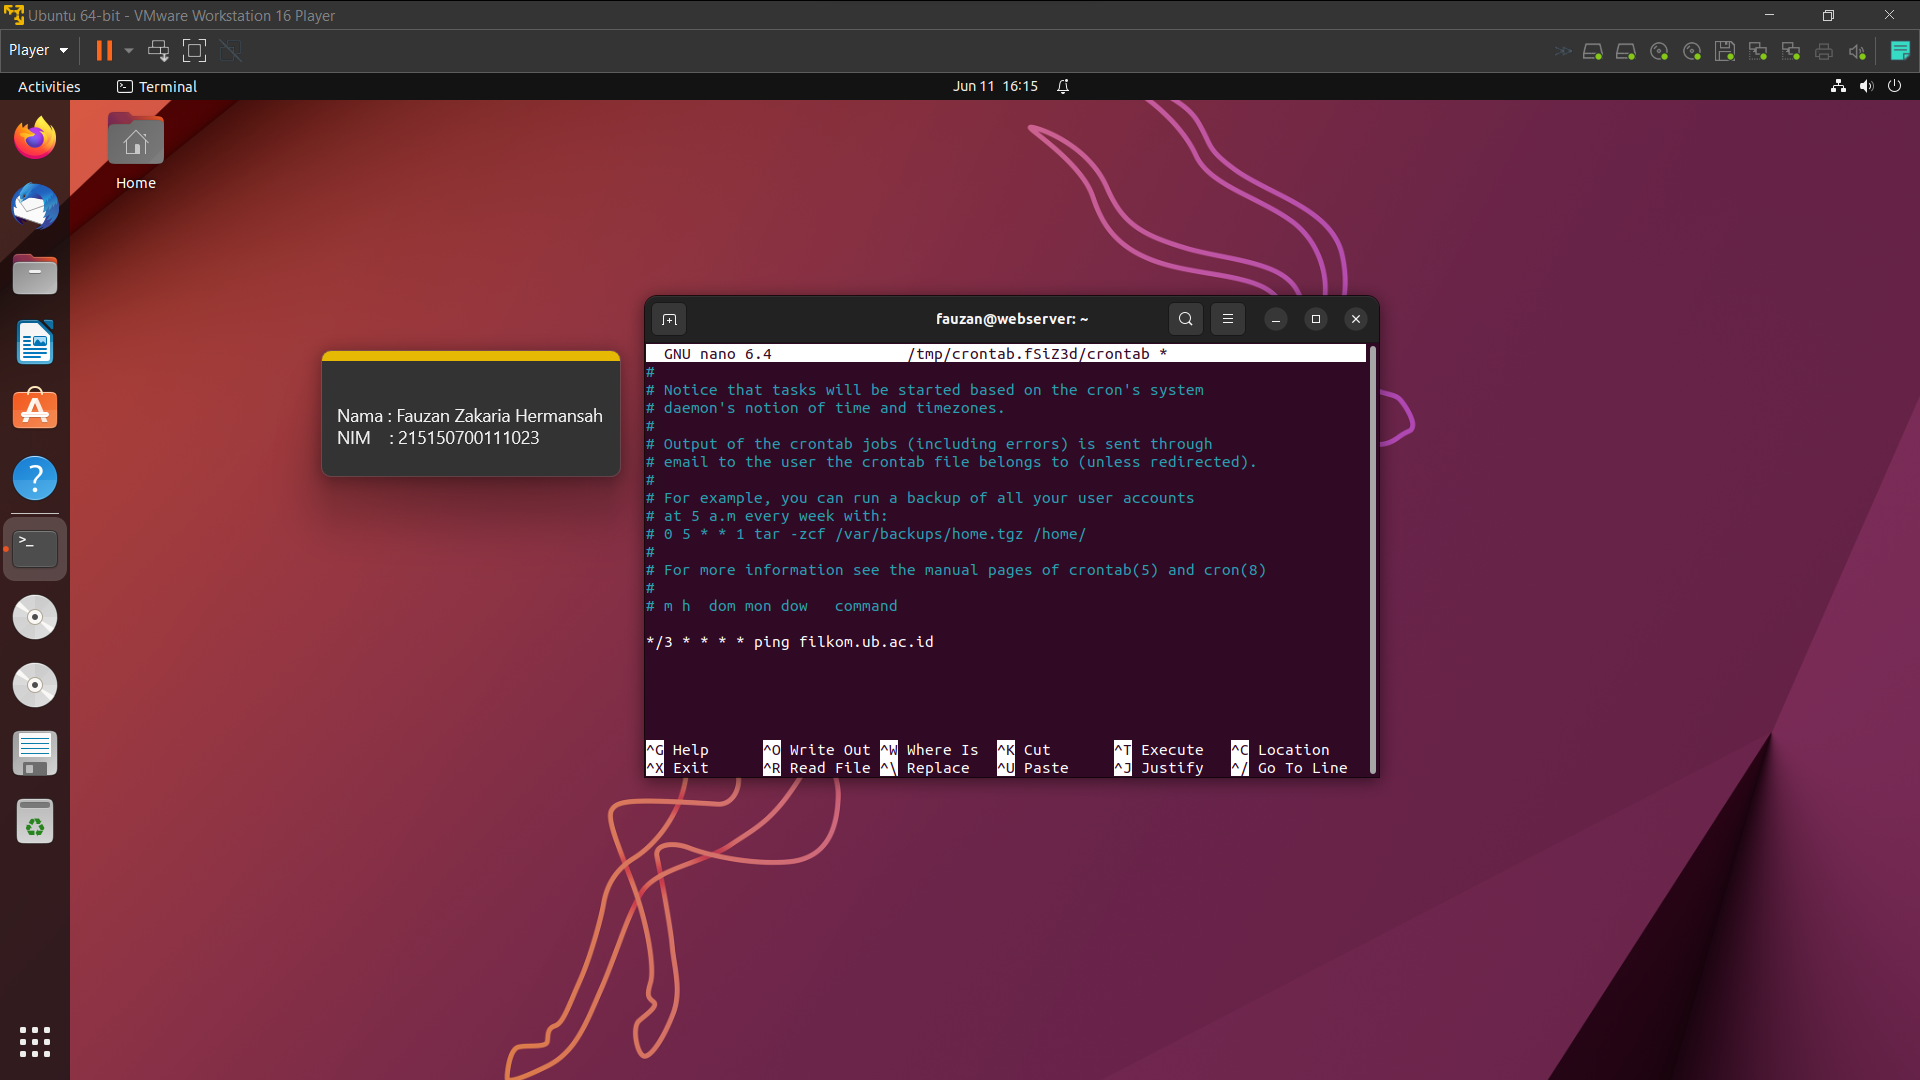 Ubuntu 64-bit - VMware Workstation 16 Player
Player
Activities
Terminal
Jun 11 16:15
Home
Nama : Fauzan Zakaria Hermansah
NIM : 215150700111023
fauzan@webserver: ~
GNU nano 6.4 /tmp/crontab.fSiZ3d/crontab *
#
# Notice that tasks will be started based on the cron's system
# daemon's notion of time and timezones.
#
# Output of the crontab jobs (including errors) is sent through
# email to the user the crontab file belongs to (unless redirected).
#
# For example, you can run a backup of all your user accounts
# at 5 a.m every week with:
# 0 5 * * 1 tar -zcf /var/backups/home.tgz /home/
#
# For more information see the manual pages of crontab(5) and cron(8)
#
# m h  dom mon dow   command
*/3 * * * * ping filkom.ub.ac.id
^G Help ^O Write Out ^W Where Is ^K Cut ^T Execute ^C Location
^X Exit ^R Read File ^\ Replace ^U Paste ^J Justify ^/ Go To Line